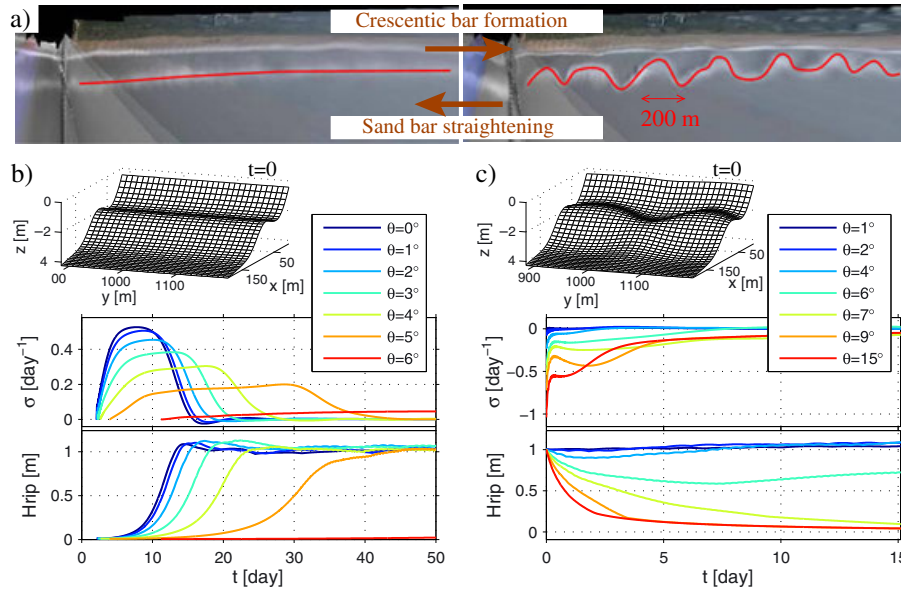 a)
Crescentic bar formation
Sand bar straightening
200 m
b)
t=0
0
−2
4
z [m]
00
1000
1100
y [m]
50
150
x [m]
θ=0°
θ=1°
θ=2°
θ=3°
θ=4°
θ=5°
θ=6°
0.4
0.2
0
σ [day⁻¹]
1
0.5
0
Hrip [m]
0 10 20 30 40 50
t [day]
c)
t=0
0
−2
4
z [m]
900
1000
1100
y [m]
50
150
x [m]
θ=1°
θ=2°
θ=4°
θ=6°
θ=7°
θ=9°
θ=15°
0
−0.5
−1
σ [day⁻¹]
1
0.5
0
Hrip [m]
0 5 10 15
t [day]